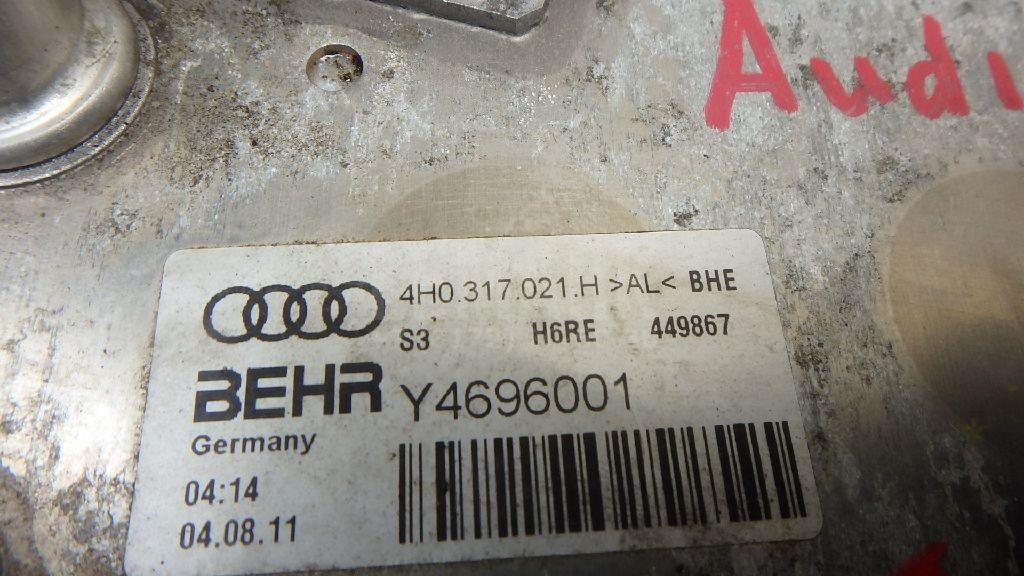 Audi
4H0.317.021.H >AL< BHE
S3 H6RE 449867
BEHR Y4696001
Germany
04:14
04.08.11